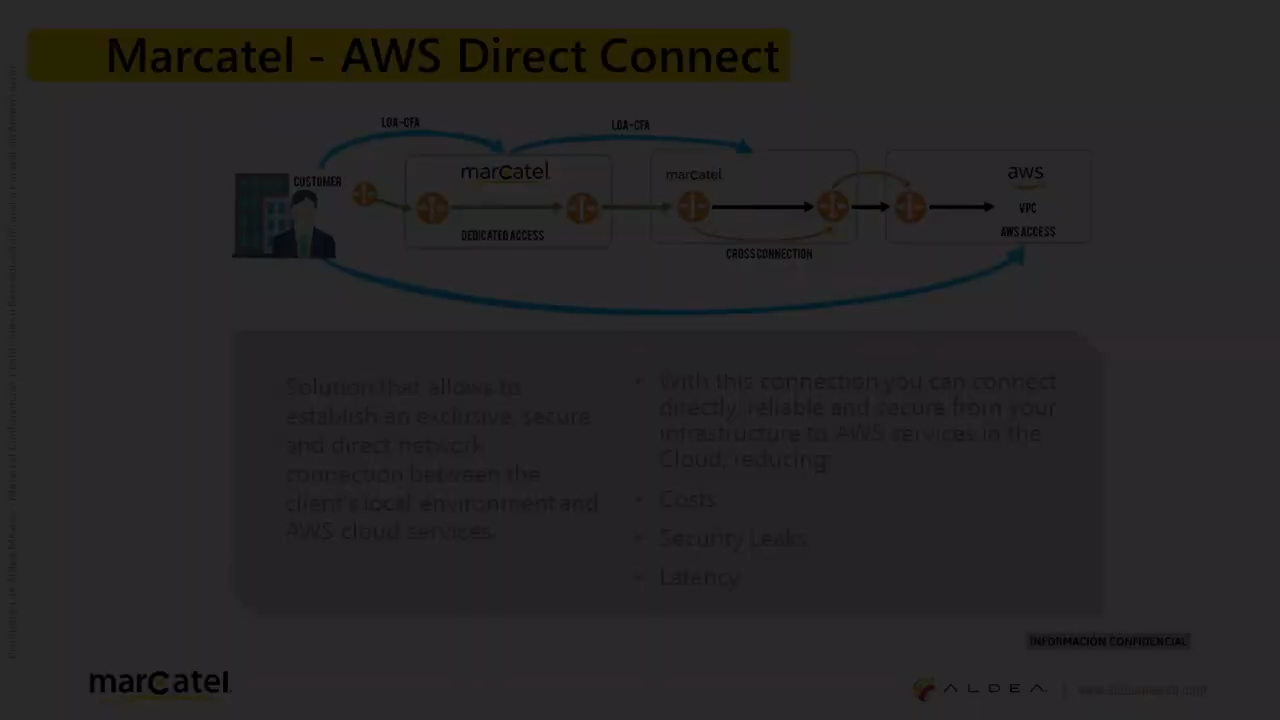 Marcatel - AWS Direct Connect
LOA-CFA
LOA-CFA
CUSTOMER
marCatel
marCatel
aws
VPC
DEDICATED ACCESS
AWS ACCESS
CROSS CONNECTION
Solution that allows to
establish an exclusive, secure
and direct network
connection between the
client's local environment and
AWS cloud services.
• With this connection you can connect
directly, reliable and secure from your
infrastructure to AWS services in the
Cloud, reducing:
• Costs
• Security Leaks
• Latency
INFORMACIÓN CONFIDENCIAL
marCatel.
ALDEA